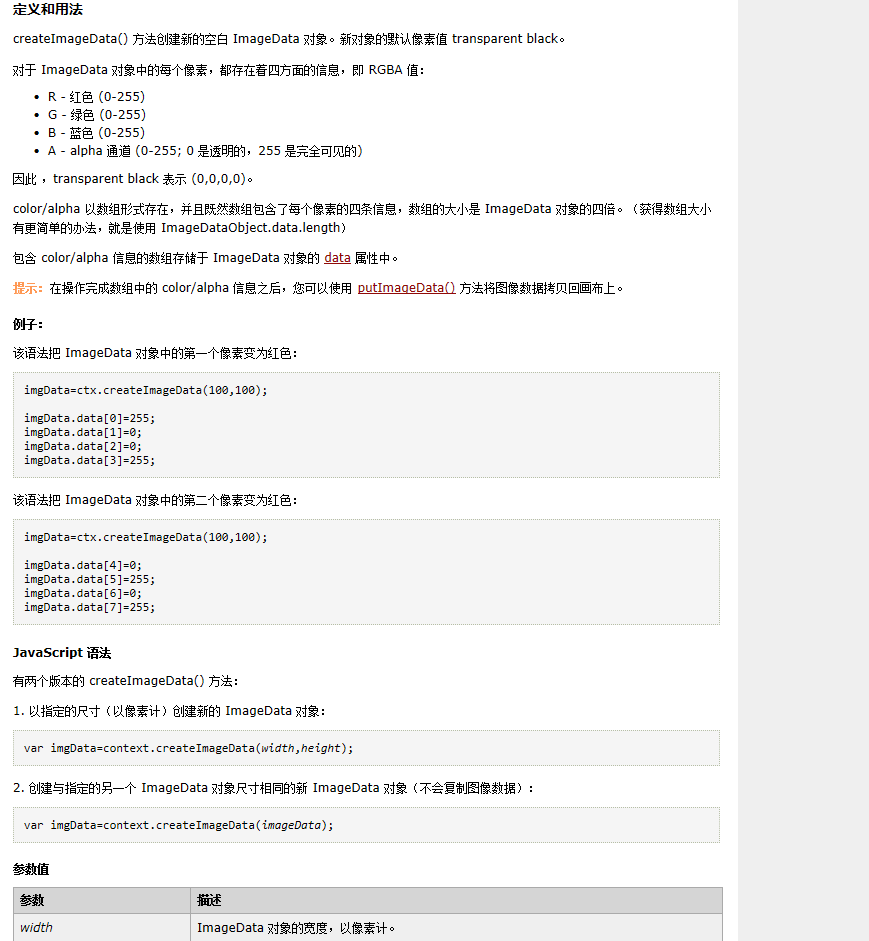 定义和用法
createImageData() 方法创建新的空白 ImageData 对象。新对象的默认像素值 transparent black。
对于 ImageData 对象中的每个像素，都存在着四方面的信息，即 RGBA 值：
• R - 红色 (0-255)
• G - 绿色 (0-255)
• B - 蓝色 (0-255)
• A - alpha 通道 (0-255; 0 是透明的，255 是完全可见的)
因此 ，transparent black 表示 (0,0,0,0)。
color/alpha 以数组形式存在，并且既然数组包含了每个像素的四条信息，数组的大小是 ImageData 对象的四倍。（获得数组大小
有更简单的办法，就是使用 ImageDataObject.data.length）
包含 color/alpha 信息的数组存储于 ImageData 对象的 data 属性中。
提示：在操作完成数组中的 color/alpha 信息之后，您可以使用 putImageData() 方法将图像数据拷贝回画布上。
例子：
该语法把 ImageData 对象中的第一个像素变为红色：
imgData=ctx.createImageData(100,100);
imgData.data[0]=255;
imgData.data[1]=0;
imgData.data[2]=0;
imgData.data[3]=255;
该语法把 ImageData 对象中的第二个像素变为红色：
imgData=ctx.createImageData(100,100);
imgData.data[4]=0;
imgData.data[5]=255;
imgData.data[6]=0;
imgData.data[7]=255;
JavaScript 语法
有两个版本的 createImageData() 方法：
1. 以指定的尺寸（以像素计）创建新的 ImageData 对象：
var imgData=context.createImageData(width,height);
2. 创建与指定的另一个 ImageData 对象尺寸相同的新 ImageData 对象（不会复制图像数据）：
var imgData=context.createImageData(imageData);
参数值
参数 描述
width ImageData 对象的宽度，以像素计。